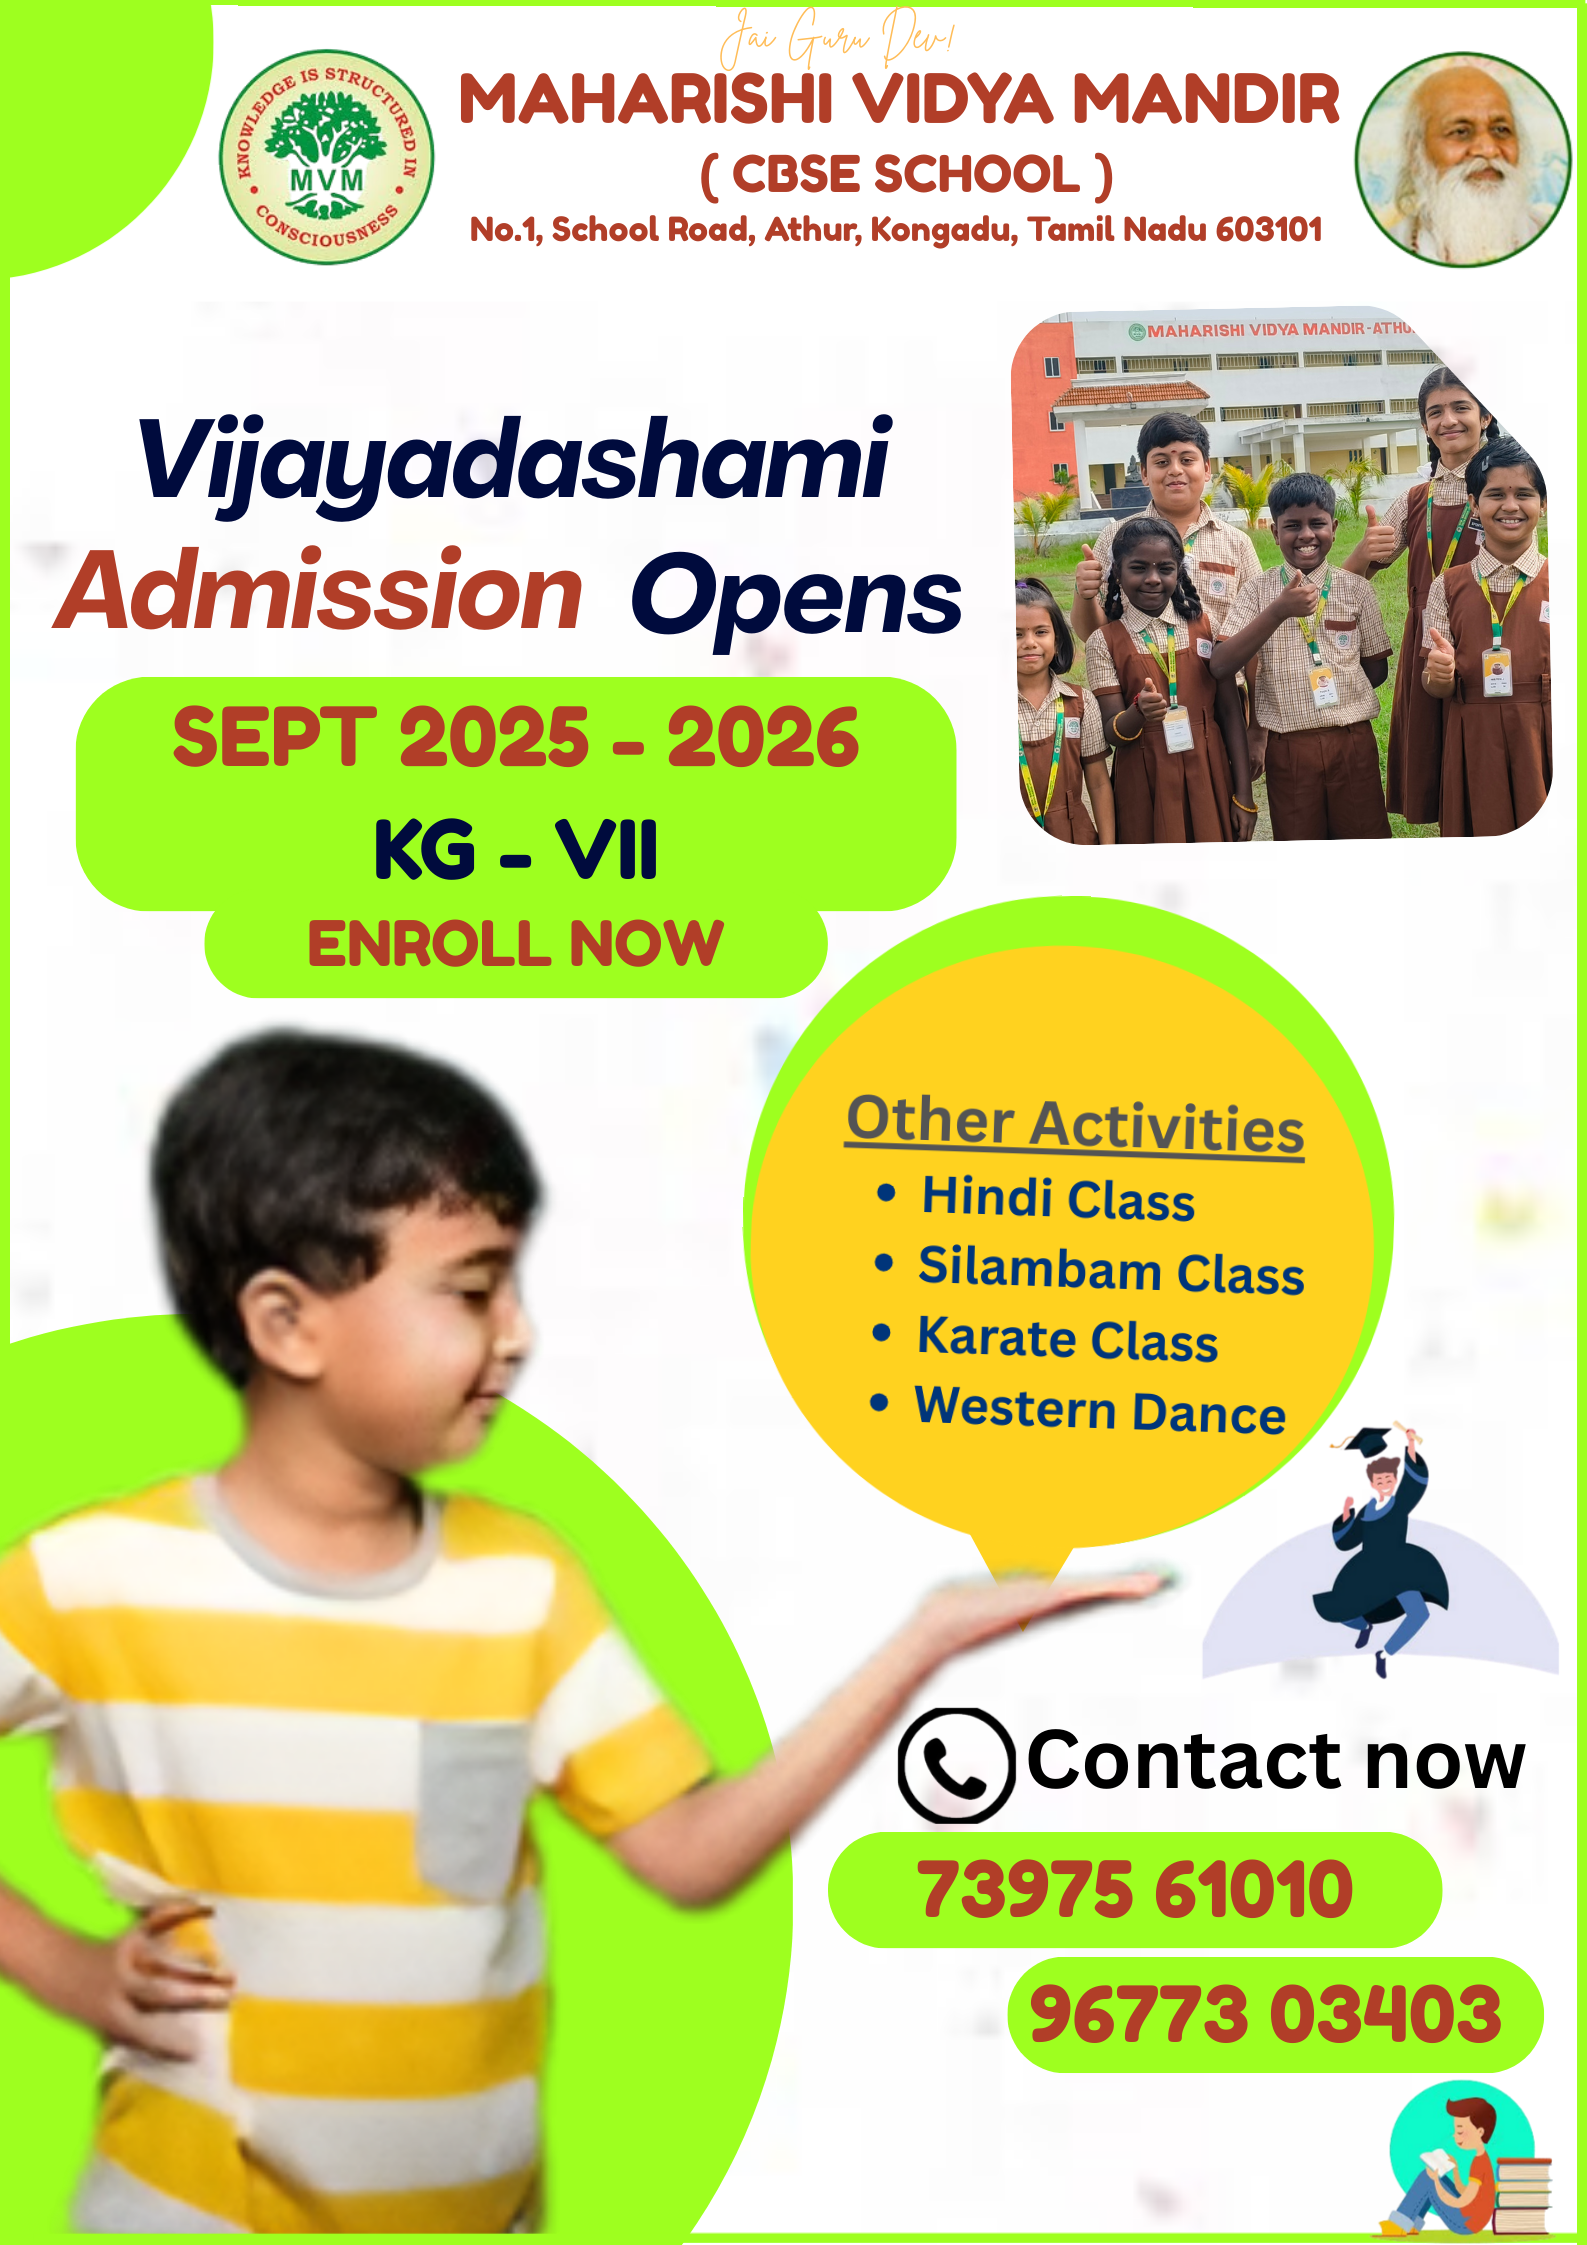 Jai Guru Dev!
KNOWLEDGE IS STRUCTURED IN
MVM
CONSCIOUSNESS
MAHARISHI VIDYA MANDIR
( CBSE SCHOOL )
No.1, School Road, Athur, Kongadu, Tamil Nadu 603101
MAHARISHI VIDYA MANDIR-ATHU
Vijayadashami
Admission Opens
SEPT 2025 - 2026
KG - VII
ENROLL NOW
Other Activities
• Hindi Class
• Silambam Class
• Karate Class
• Western Dance
Contact now
73975 61010
96773 03403